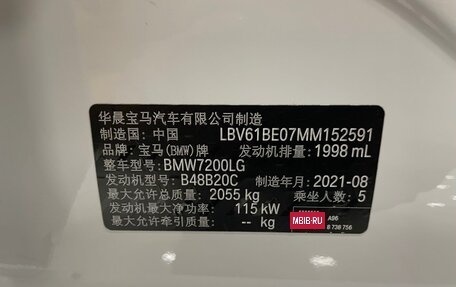 华晨宝马汽车有限公司制造
制造国：中国 LBV61BE07MM152591
品牌：宝马(BMW)牌 发动机排量：1998 mL
整车型号：BMW7200LG
发动机型号：B48B20C 制造年月：2021-08
最大允许总质量：2055 kg 乘坐人数：5
发动机最大净功率：115 kW
最大允许牵引质量：-- kg
A96
MBIB.RU
8 738 756